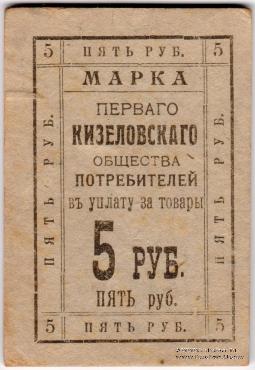 5 ПЯТЬ РУБ. 5
МАРКА
ПЕРВАГО
КИЗЕЛОВСКАГО
ОБЩЕСТВА
ПОТРЕБИТЕЛЕЙ
въ уплату за товары
5 РУБ.
ПЯТЬ руб.
ПЯТЬ РУБ.
ПЯТЬ РУБ.
5 ПЯТЬ РУБ. 5